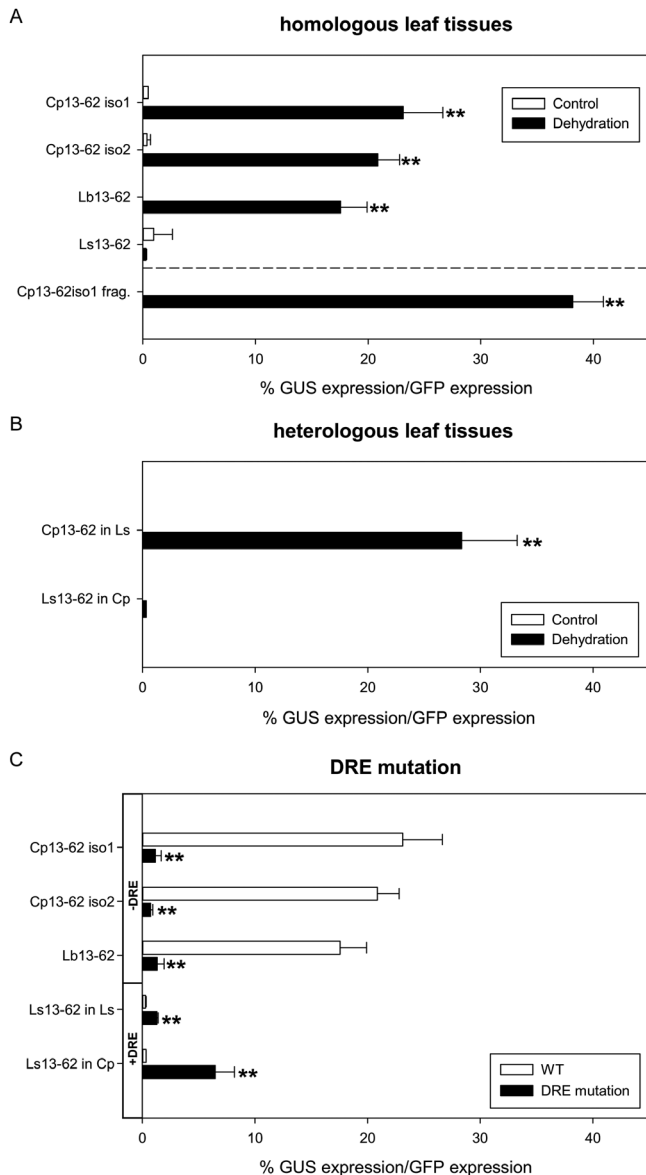 A
homologous leaf tissues
Control
Dehydration
Cp13-62 iso1
**
Cp13-62 iso2
**
Lb13-62
**
Ls13-62
Cp13-62iso1 frag.
**
0 10 20 30 40
% GUS expression/GFP expression
B
heterologous leaf tissues
Cp13-62 in Ls
**
Ls13-62 in Cp
Control
Dehydration
0 10 20 30 40
% GUS expression/GFP expression
C
DRE mutation
-DRE
Cp13-62 iso1
**
Cp13-62 iso2
**
Lb13-62
**
+DRE
Ls13-62 in Ls
**
Ls13-62 in Cp
**
WT
DRE mutation
0 10 20 30 40
% GUS expression/GFP expression